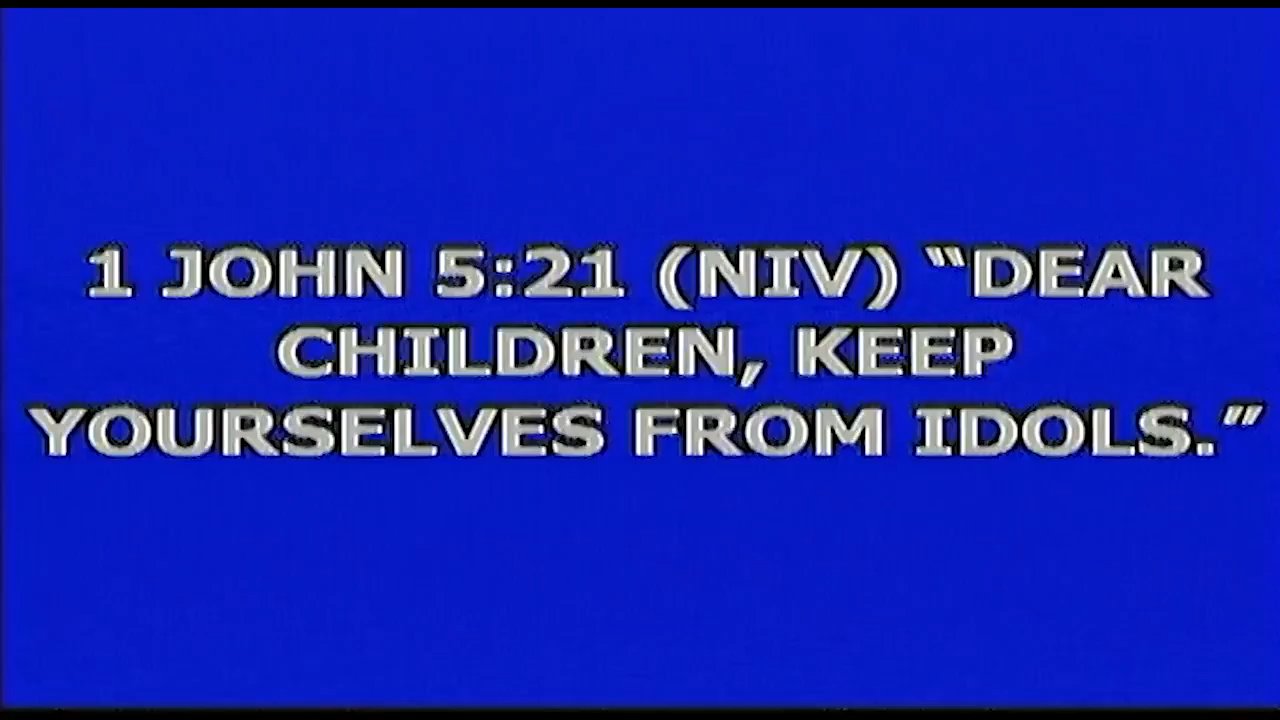 1 JOHN 5:21 (NIV) “DEAR
CHILDREN, KEEP
YOURSELVES FROM IDOLS.”